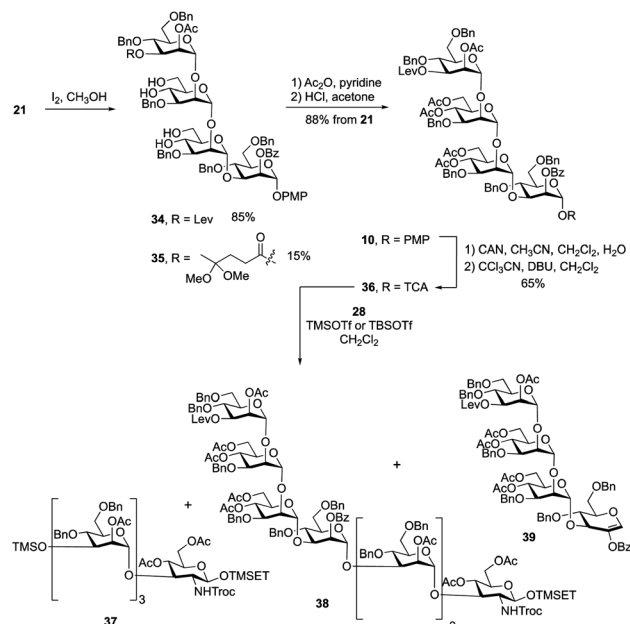 OBn
OAc
BnO
O
RO
O
HO
HO
O
BnO
O
HO
HO
O
BnO
OBn
OBz
BnO
O
O
OPMP
21
I2, CH3OH
34, R = Lev 85%
35, R =
O
15%
MeO OMe
1) Ac2O, pyridine
2) HCl, acetone
88% from 21
OBn
OAc
BnO
O
LevO
O
AcO
AcO
O
BnO
O
AcO
AcO
O
BnO
OBn
OBz
BnO
O
O
OR
10, R = PMP
1) CAN, CH3CN, CH2Cl2, H2O
2) CCl3CN, DBU, CH2Cl2
65%
36, R = TCA
28
TMSOTf or TBSOTf
CH2Cl2
OBn
OAc
BnO
O
LevO
O
AcO
AcO
O
BnO
O
AcO
AcO
O
BnO
OBn
OBz
BnO
O
O
O
OBn
OAc
BnO
O
O
OAc
AcO
O
OTMSET
NHTroc
38
+
+
OBn
OAc
BnO
O
TMSO
O
3
OAc
AcO
O
OTMSET
NHTroc
37
OBn
OAc
BnO
O
LevO
O
AcO
AcO
O
BnO
O
AcO
AcO
O
BnO
OBn
BnO
O
O
OBz
39